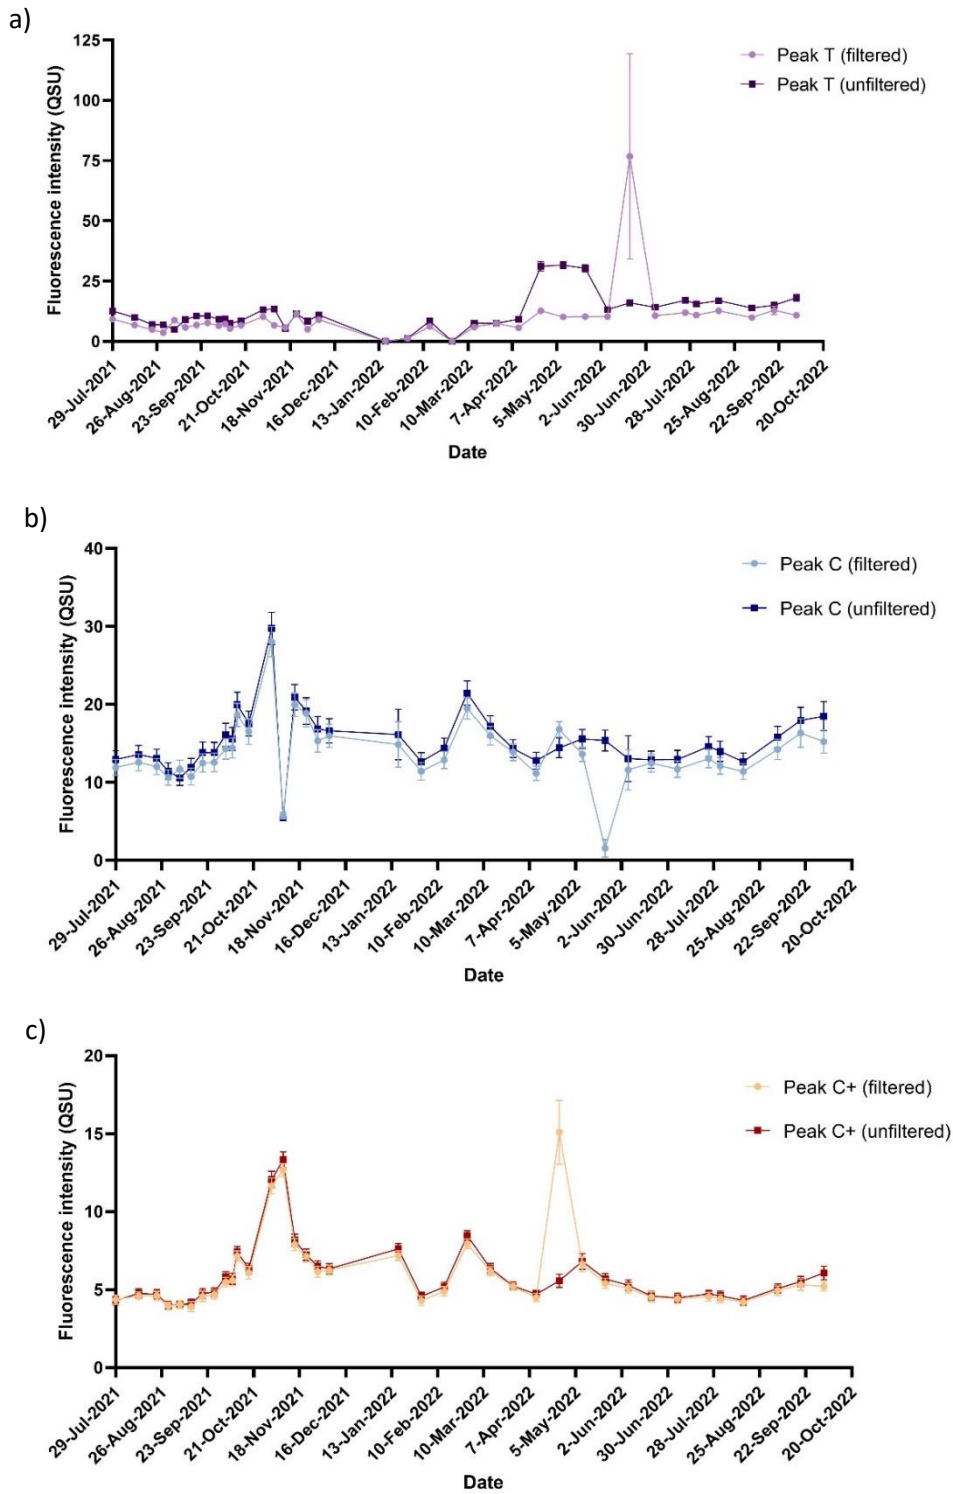 a)
125
100
75
50
25
0
Fluorescence intensity (QSU)
Peak T (filtered)
Peak T (unfiltered)
29-Jul-2021
26-Aug-2021
23-Sep-2021
21-Oct-2021
18-Nov-2021
16-Dec-2021
13-Jan-2022
10-Feb-2022
10-Mar-2022
7-Apr-2022
5-May-2022
2-Jun-2022
30-Jun-2022
28-Jul-2022
25-Aug-2022
22-Sep-2022
20-Oct-2022
Date
b)
40
30
20
10
0
Fluorescence intensity (QSU)
Peak C (filtered)
Peak C (unfiltered)
29-Jul-2021
26-Aug-2021
23-Sep-2021
21-Oct-2021
18-Nov-2021
16-Dec-2021
13-Jan-2022
10-Feb-2022
10-Mar-2022
7-Apr-2022
5-May-2022
2-Jun-2022
30-Jun-2022
28-Jul-2022
25-Aug-2022
22-Sep-2022
20-Oct-2022
Date
c)
20
15
10
5
0
Fluorescence intensity (QSU)
Peak C+ (filtered)
Peak C+ (unfiltered)
29-Jul-2021
26-Aug-2021
23-Sep-2021
21-Oct-2021
18-Nov-2021
16-Dec-2021
13-Jan-2022
10-Feb-2022
10-Mar-2022
7-Apr-2022
5-May-2022
2-Jun-2022
30-Jun-2022
28-Jul-2022
25-Aug-2022
22-Sep-2022
20-Oct-2022
Date